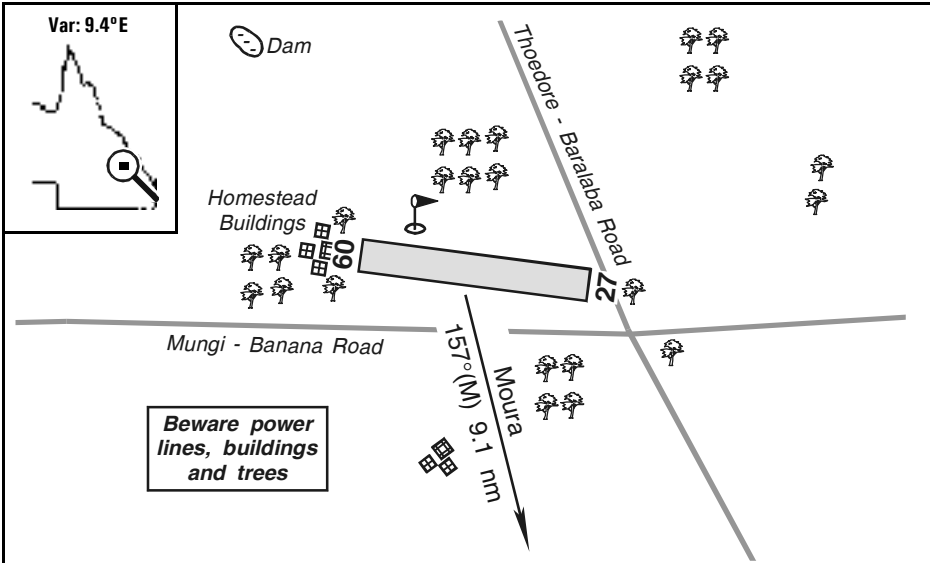 Var: 9.4°E
Dam
Thoedore - Baralaba Road
Homestead
Buildings
09
27
Mungi - Banana Road
Moura
157°(M) 9.1 nm
Beware power
lines, buildings
and trees